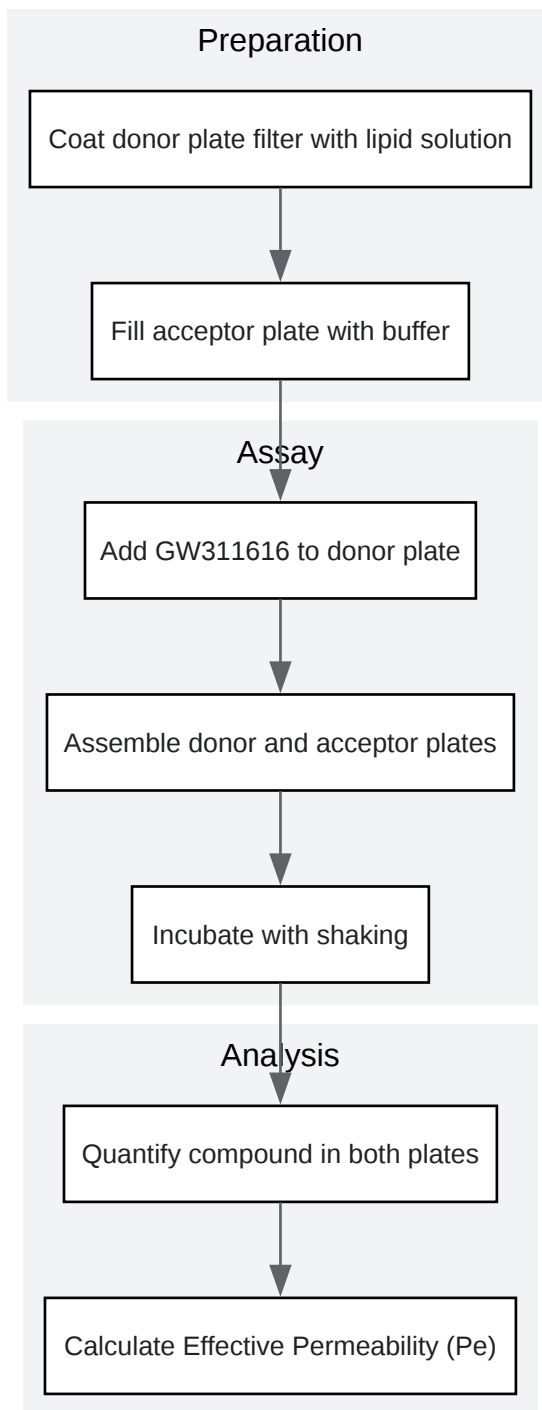 Preparation
Coat donor plate filter with lipid solution
Fill acceptor plate with buffer
Assay
Add GW311616 to donor plate
Assemble donor and acceptor plates
Incubate with shaking
Analysis
Quantify compound in both plates
Calculate Effective Permeability (Pe)